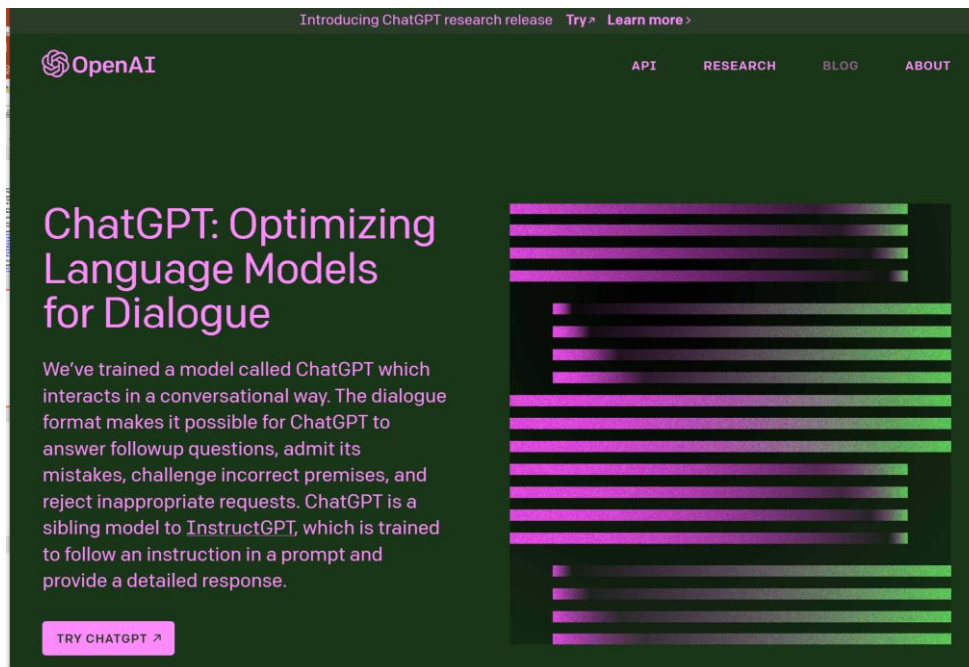 Introducing ChatGPT research release Try↗ Learn more›
OpenAI
API RESEARCH BLOG ABOUT
ChatGPT: Optimizing
Language Models
for Dialogue
We’ve trained a model called ChatGPT which
interacts in a conversational way. The dialogue
format makes it possible for ChatGPT to
answer followup questions, admit its
mistakes, challenge incorrect premises, and
reject inappropriate requests. ChatGPT is a
sibling model to InstructGPT, which is trained
to follow an instruction in a prompt and
provide a detailed response.
TRY CHATGPT ↗